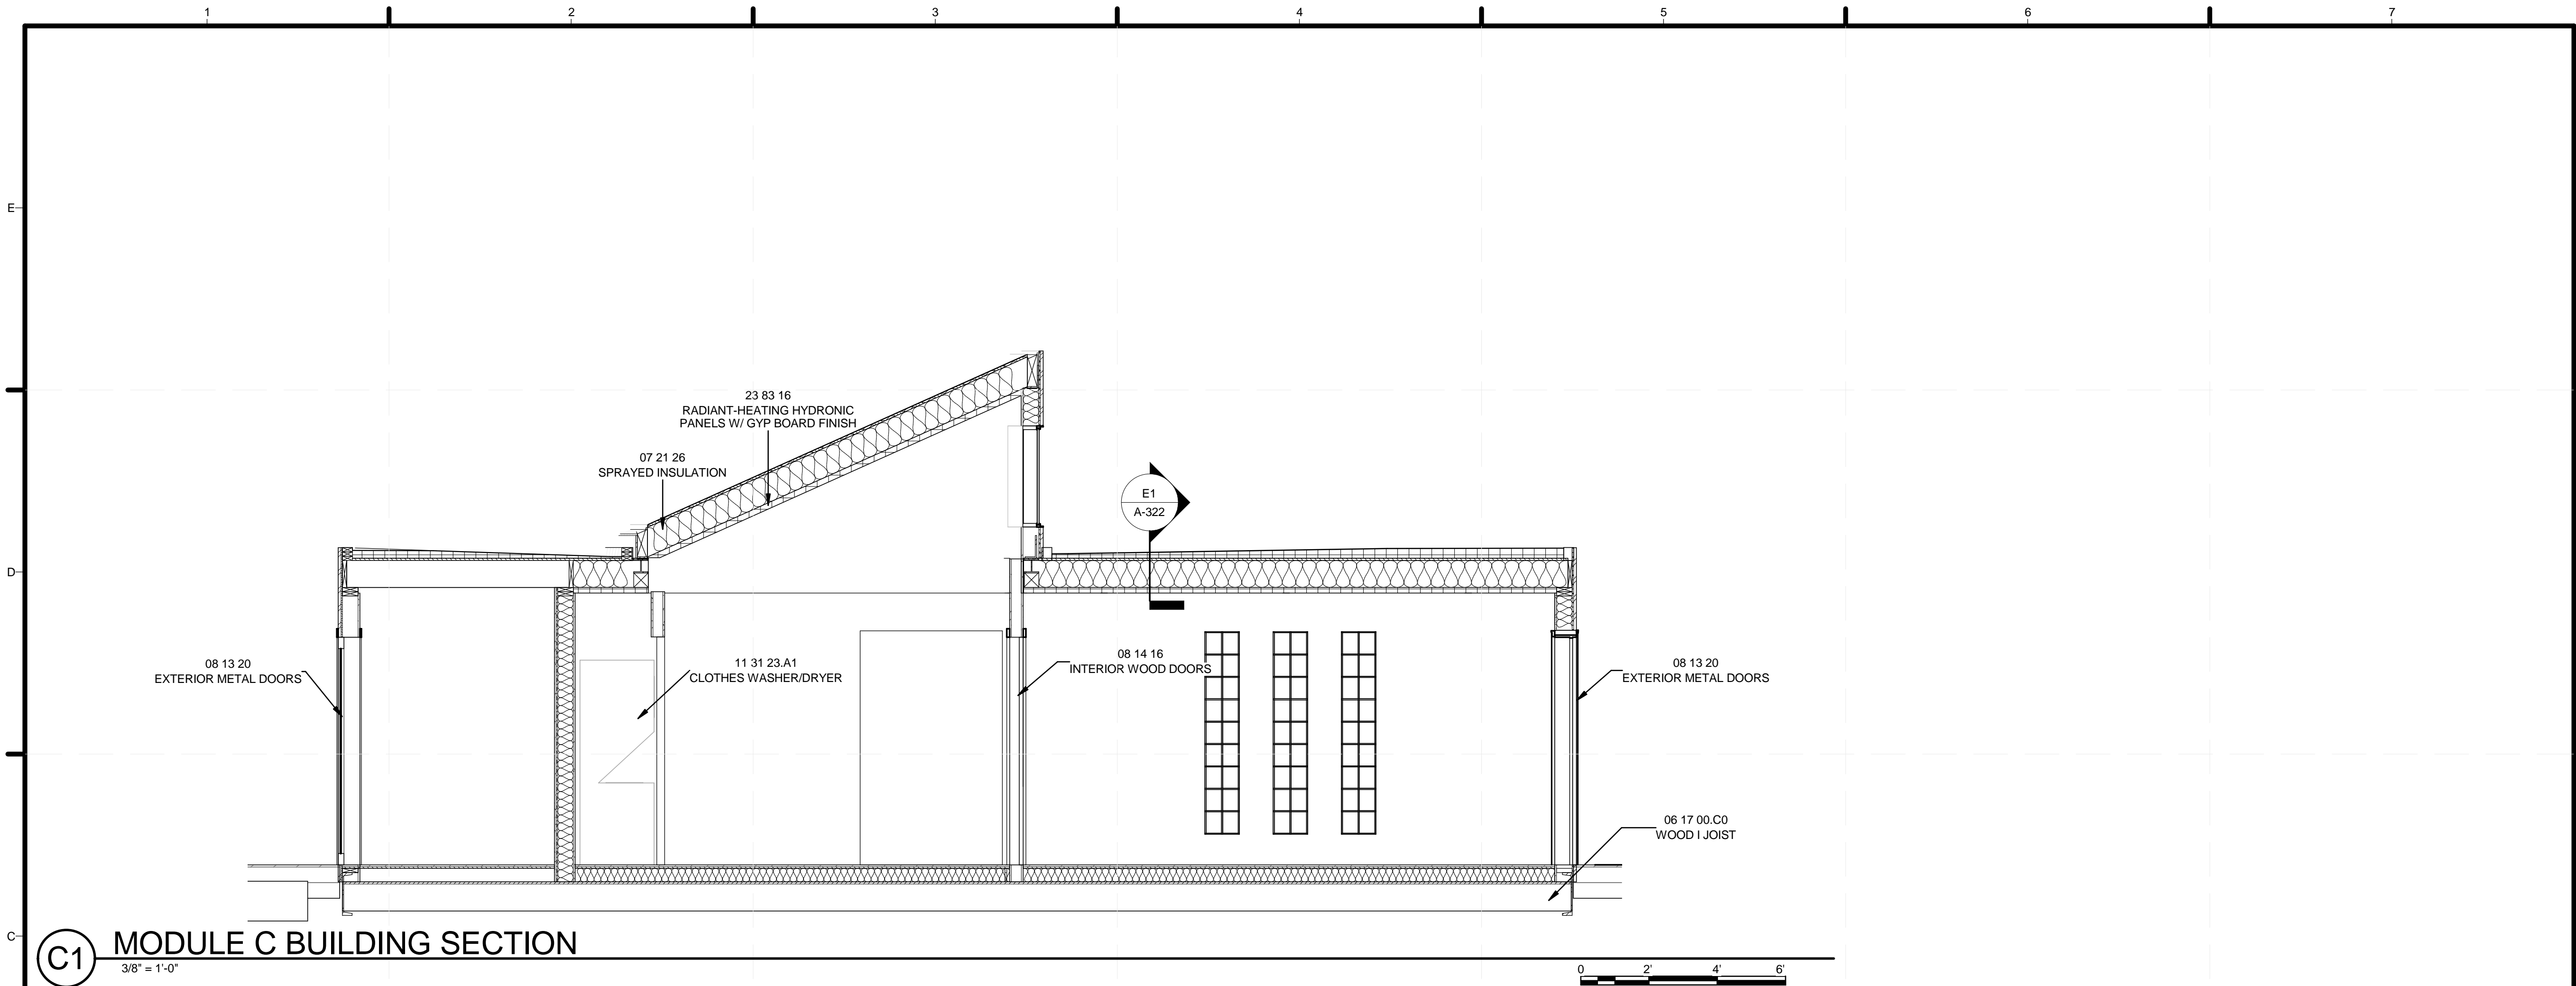 1 2 3 4 5 6 7
E
23 83 16
RADIANT-HEATING HYDRONIC
PANELS W/ GYP BOARD FINISH
07 21 26
SPRAYED INSULATION
E1
A-322
D
08 13 20
EXTERIOR METAL DOORS
11 31 23.A1
CLOTHES WASHER/DRYER
08 14 16
INTERIOR WOOD DOORS
08 13 20
EXTERIOR METAL DOORS
06 17 00.C0
WOOD I JOIST
C
C1
MODULE C BUILDING SECTION
3/8" = 1'-0"
0 2' 4' 6'